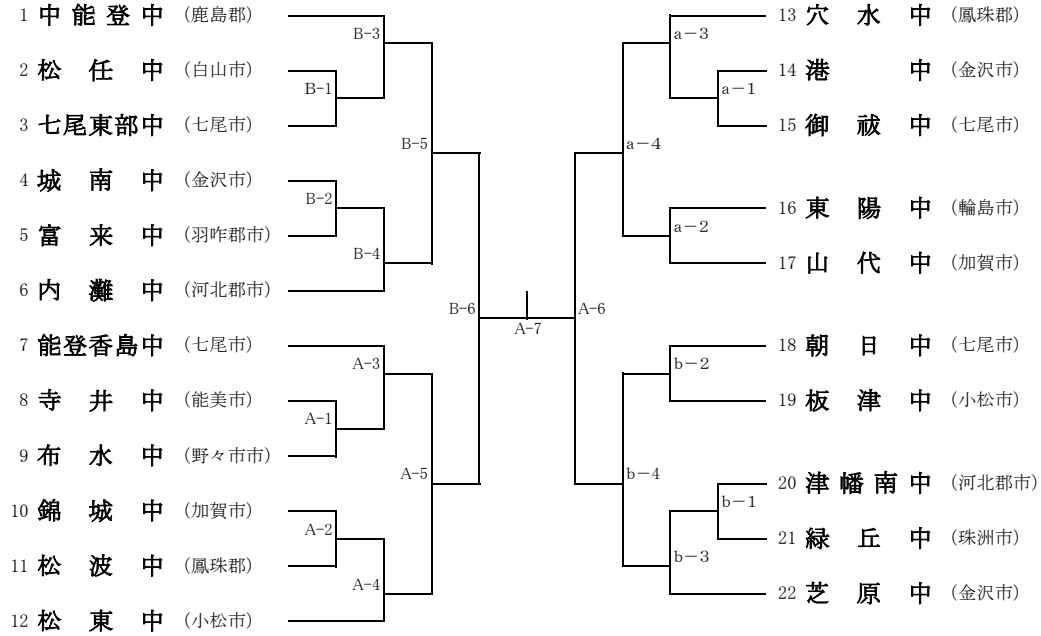 1 中能登中 (鹿島郡)
B-3
2 松任中 (白山市)
B-1
3 七尾東部中 (七尾市)
B-5
4 城南中 (金沢市)
B-2
5 富来中 (羽咋郡市)
B-4
6 内灘中 (河北郡市)
B-6
7 能登香島中 (七尾市)
A-3
8 寺井中 (能美市)
A-1
9 布水中 (野々市市)
A-5
10 錦城中 (加賀市)
A-2
11 松波中 (鳳珠郡)
A-4
12 松東中 (小松市)
A-7
A-6
13 穴水中 (鳳珠郡)
a-3
14 港中 (金沢市)
a-1
15 御祓中 (七尾市)
a-4
16 東陽中 (輪島市)
a-2
17 山代中 (加賀市)
18 朝日中 (七尾市)
b-2
19 板津中 (小松市)
b-4
20 津幡南中 (河北郡市)
b-1
21 緑丘中 (珠洲市)
b-3
22 芝原中 (金沢市)